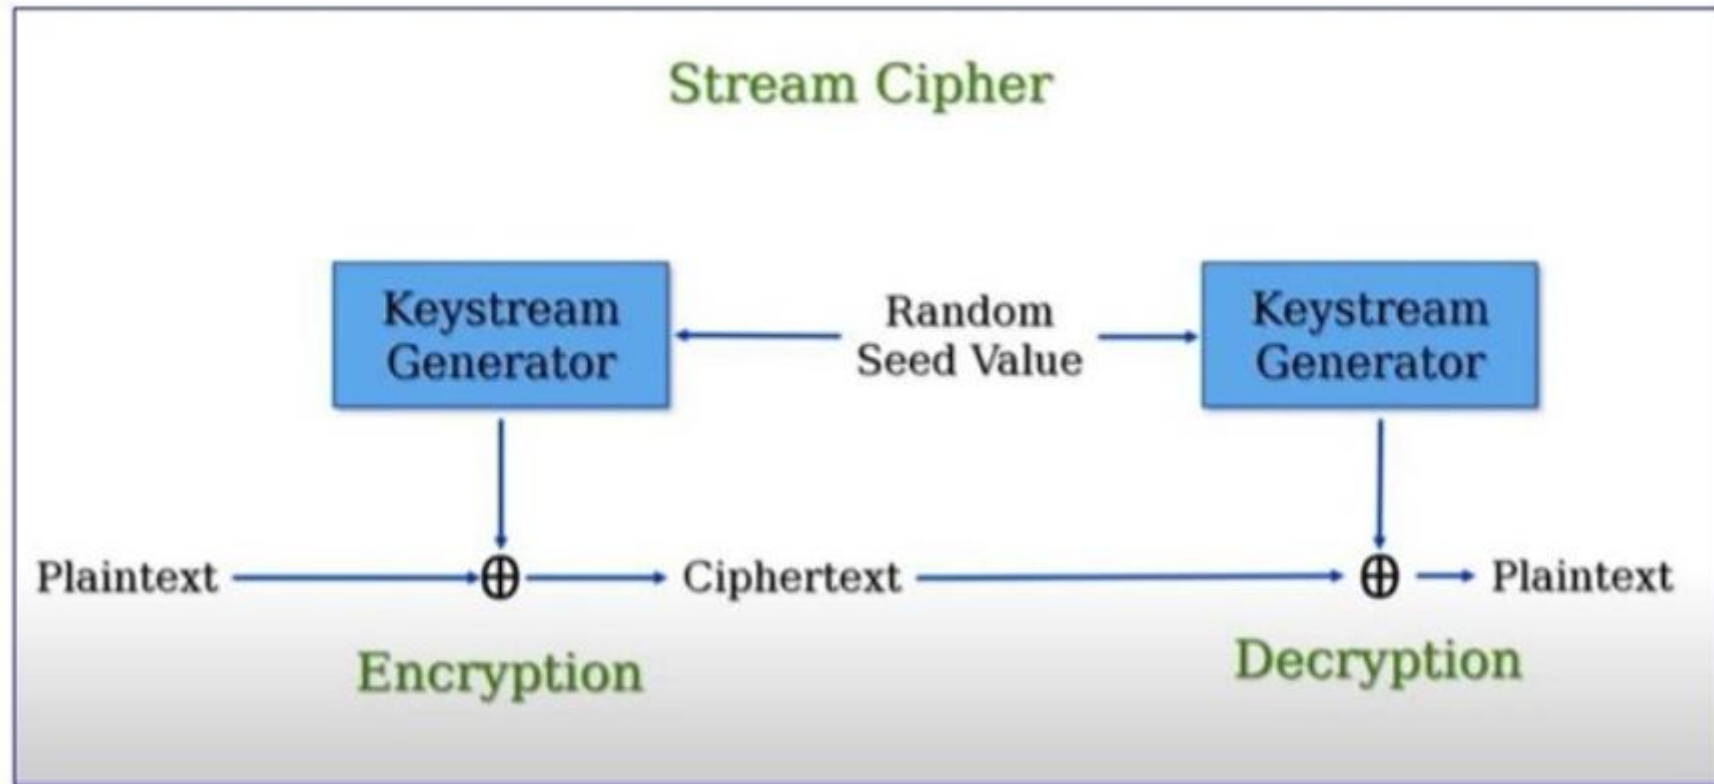 Stream Cipher
Keystream
Generator
Random
Seed Value
Keystream
Generator
Plaintext ⊕ Ciphertext ⊕ Plaintext
Encryption
Decryption